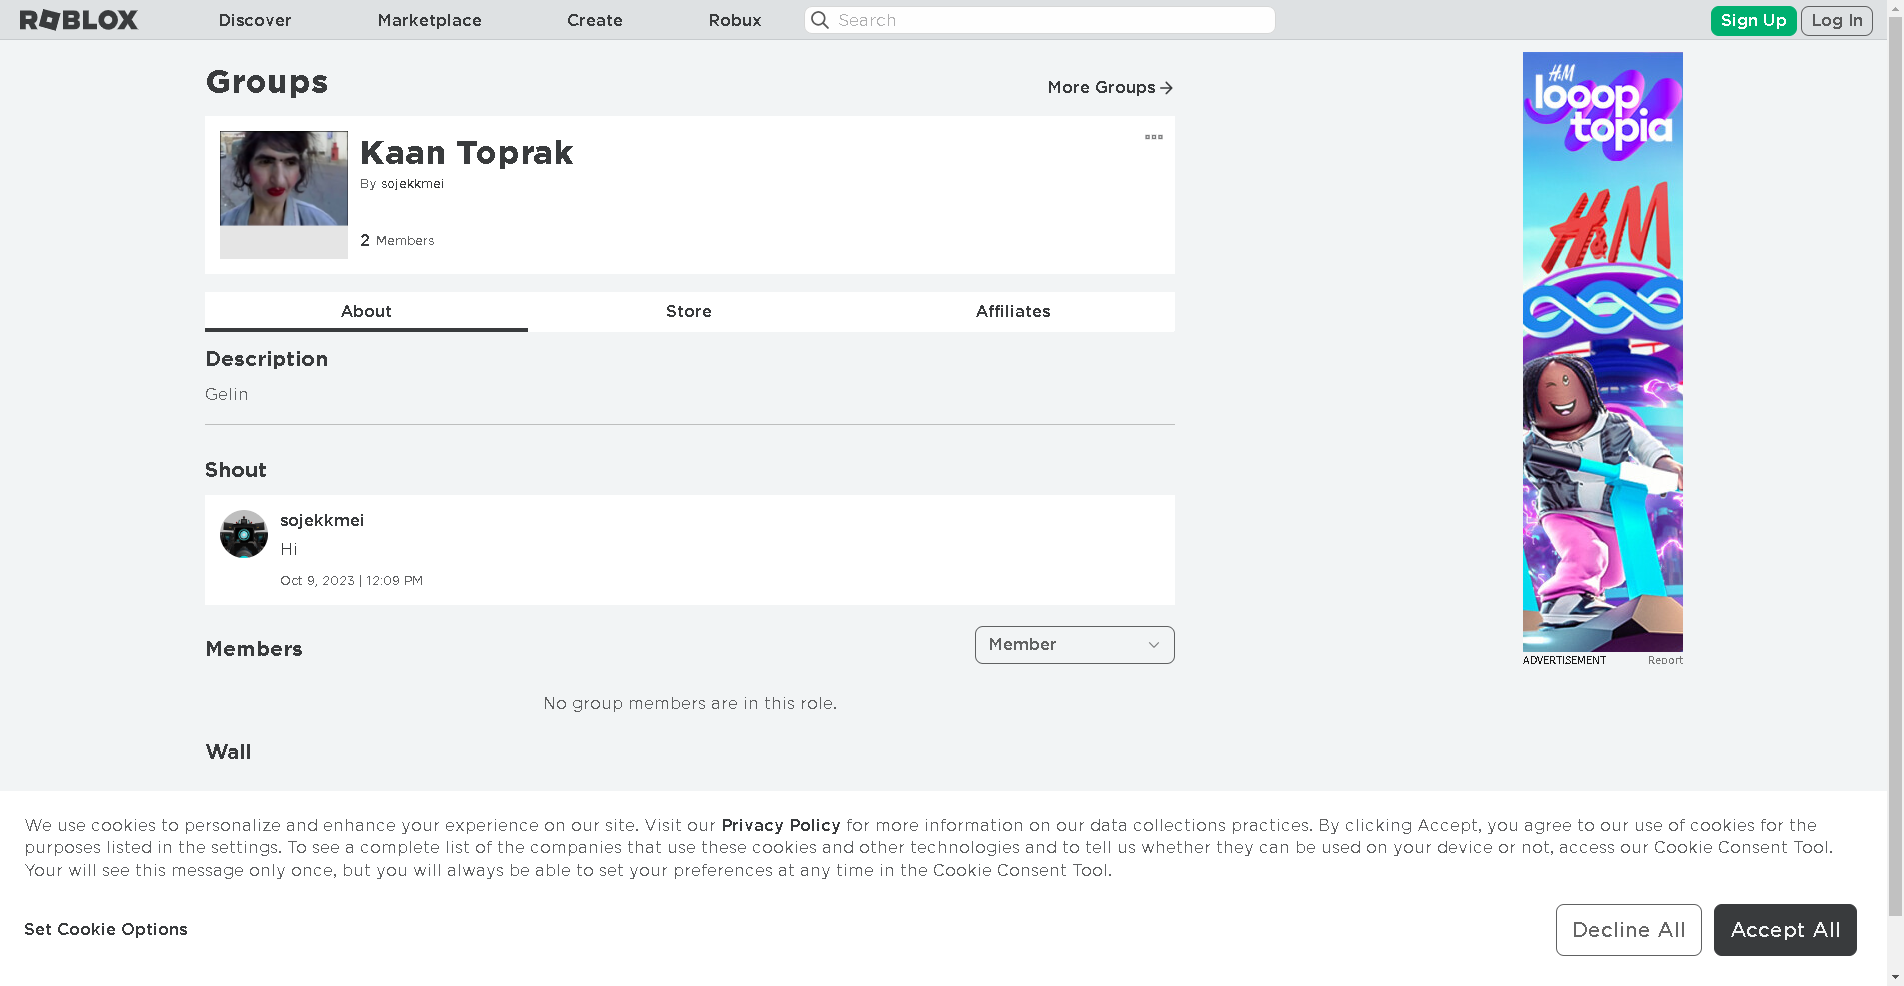 ROBLOX
Discover
Marketplace
Create
Robux
Search
Sign Up
Log In
Groups
More Groups
Kaan Toprak
By sojekkmei
2 Members
About
Store
Affiliates
Description
Gelin
Shout
sojekkmei
Hi
Oct 9, 2023 | 12:09 PM
Members
Member
No group members are in this role.
Wall
H&M
looop
topia
H&M
ADVERTISEMENT
Report
We use cookies to personalize and enhance your experience on our site. Visit our Privacy Policy for more information on our data collections practices. By clicking Accept, you agree to our use of cookies for the
purposes listed in the settings. To see a complete list of the companies that use these cookies and other technologies and to tell us whether they can be used on your device or not, access our Cookie Consent Tool.
Your will see this message only once, but you will always be able to set your preferences at any time in the Cookie Consent Tool.
Set Cookie Options
Decline All
Accept All